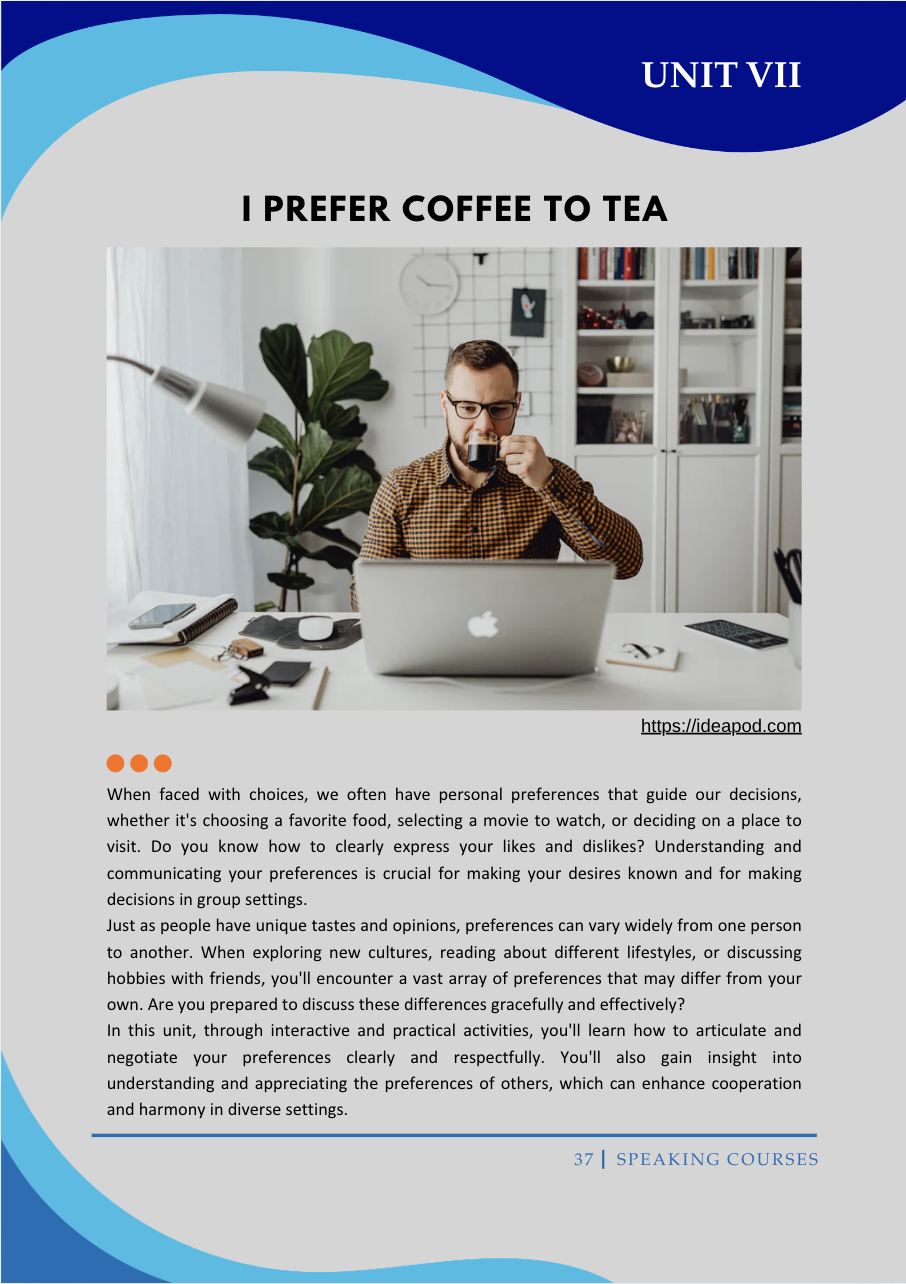 UNIT VII
I PREFER COFFEE TO TEA
https://ideapod.com
When faced with choices, we often have personal preferences that guide our decisions,
whether it's choosing a favorite food, selecting a movie to watch, or deciding on a place to
visit. Do you know how to clearly express your likes and dislikes? Understanding and
communicating your preferences is crucial for making your desires known and for making
decisions in group settings.
Just as people have unique tastes and opinions, preferences can vary widely from one person
to another. When exploring new cultures, reading about different lifestyles, or discussing
hobbies with friends, you'll encounter a vast array of preferences that may differ from your
own. Are you prepared to discuss these differences gracefully and effectively?
In this unit, through interactive and practical activities, you'll learn how to articulate and
negotiate your preferences clearly and respectfully. You'll also gain insight into
understanding and appreciating the preferences of others, which can enhance cooperation
and harmony in diverse settings.
37 | SPEAKING COURSES